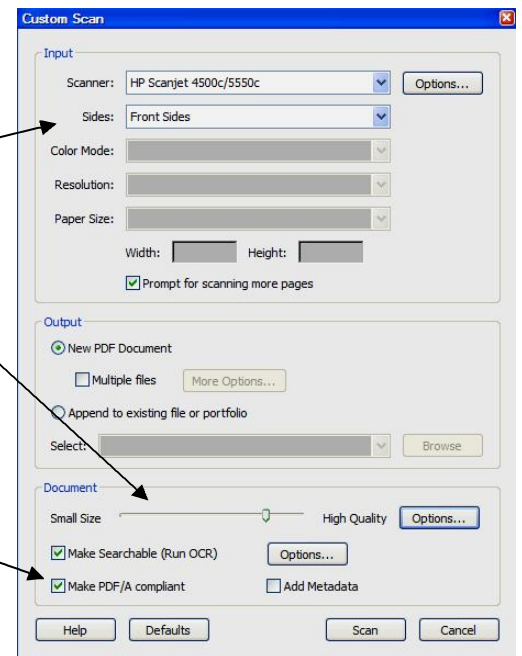 Custom Scan
Input
Scanner: HP Scanjet 4500c/5550c Options...
Sides: Front Sides
Color Mode:
Resolution:
Paper Size:
Width: Height:
Prompt for scanning more pages
Output
New PDF Document
Multiple files More Options...
Append to existing file or portfolio
Select: Browse
Document
Small Size High Quality Options...
Make Searchable (Run OCR) Options...
Make PDF/A compliant Add Metadata
Help Defaults Scan Cancel